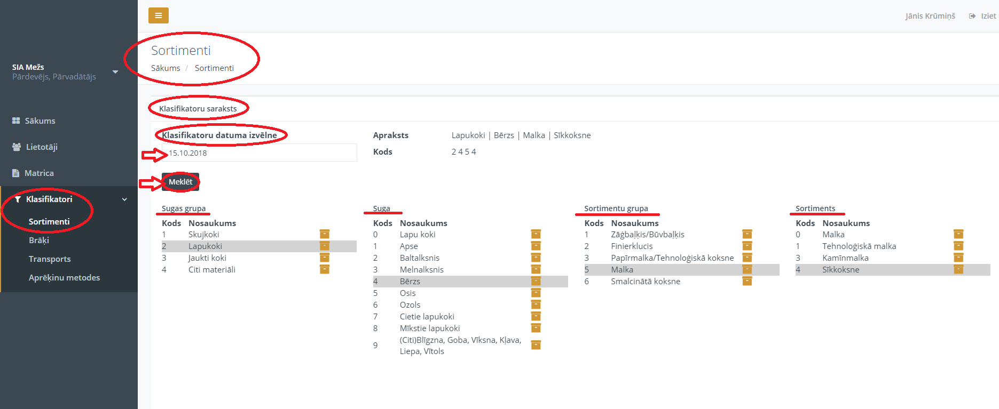 Jānis Krūmiņš Iziet
SIA Mežs
Pārdevējs, Pārvadātājs
Sākums
Lietotāji
Matrica
Klasifikatori
Sortimenti
Brāķi
Transports
Aprēķinu metodes
Sortimenti
Sākums / Sortimenti
Klasifikatoru saraksts
Klasifikatoru datuma izvēlne
15.10.2018
Meklēt
Apraksts Lapukoki | Bērzs | Malka | Sīkkoksne
Kods 2 4 5 4
Sugas grupa
Kods Nosaukums
1 Skujkoki
2 Lapukoki
3 Jaukti koki
4 Citi materiāli
Suga
Kods Nosaukums
0 Lapu koki
1 Apse
2 Baltalksnis
3 Melnalksnis
4 Bērzs
5 Osis
6 Ozols
7 Cietie lapukoki
8 Mīkstie lapukoki
9 (Citi)Blīgzna, Goba, Vīksna, Kļava,
Liepa, Vītols
Sortimentu grupa
Kods Nosaukums
1 Zāģbaļķis/Būvbaļķis
2 Finierklucis
3 Papīrmalka/Tehnoloģiskā koksne
5 Malka
6 Smalcinātā koksne
Sortiments
Kods Nosaukums
0 Malka
1 Tehnoloģiskā malka
3 Kamīnmalka
4 Sīkkoksne